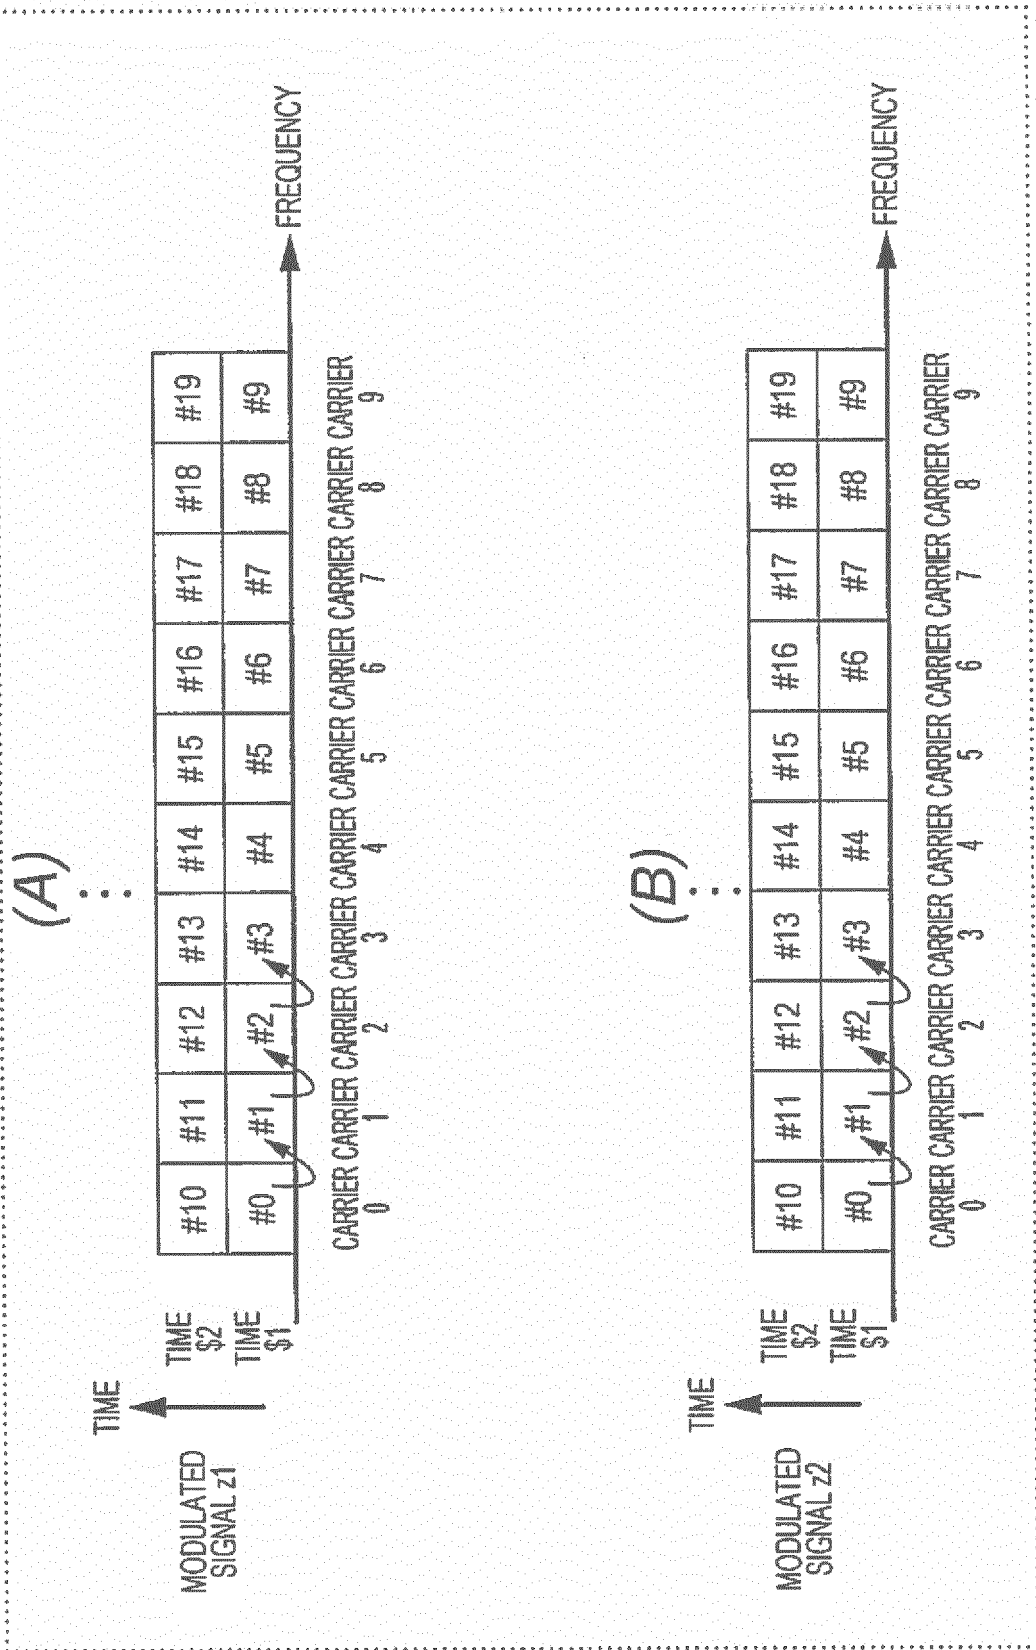 (A)
TIME
MODULATED
SIGNAL z1
TIME
$2
#10 #11 #12 #13 #14 #15 #16 #17 #18 #19
TIME
$1
#0 #1 #2 #3 #4 #5 #6 #7 #8 #9
FREQUENCY
CARRIER CARRIER CARRIER CARRIER CARRIER CARRIER CARRIER CARRIER CARRIER CARRIER
0 1 2 3 4 5 6 7 8 9
(B)
TIME
MODULATED
SIGNAL z2
TIME
$2
#10 #11 #12 #13 #14 #15 #16 #17 #18 #19
TIME
$1
#0 #1 #2 #3 #4 #5 #6 #7 #8 #9
FREQUENCY
CARRIER CARRIER CARRIER CARRIER CARRIER CARRIER CARRIER CARRIER CARRIER CARRIER
0 1 2 3 4 5 6 7 8 9